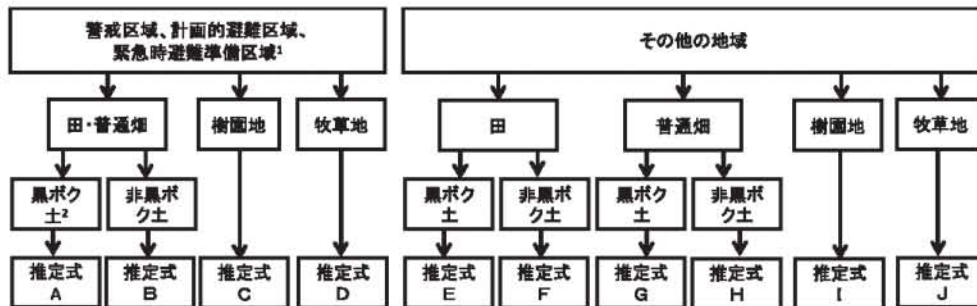 警戒区域、計画的避難区域、
緊急時避難準備区域1
その他の地域
田・普通畑
樹園地
牧草地
田
普通畑
樹園地
牧草地
黒ボク
土2
非黒ボ
ク土
黒ボク
土
非黒ボ
ク土
黒ボク
土
非黒ボ
ク土
推定式
A
推定式
B
推定式
C
推定式
D
推定式
E
推定式
F
推定式
G
推定式
H
推定式
I
推定式
J